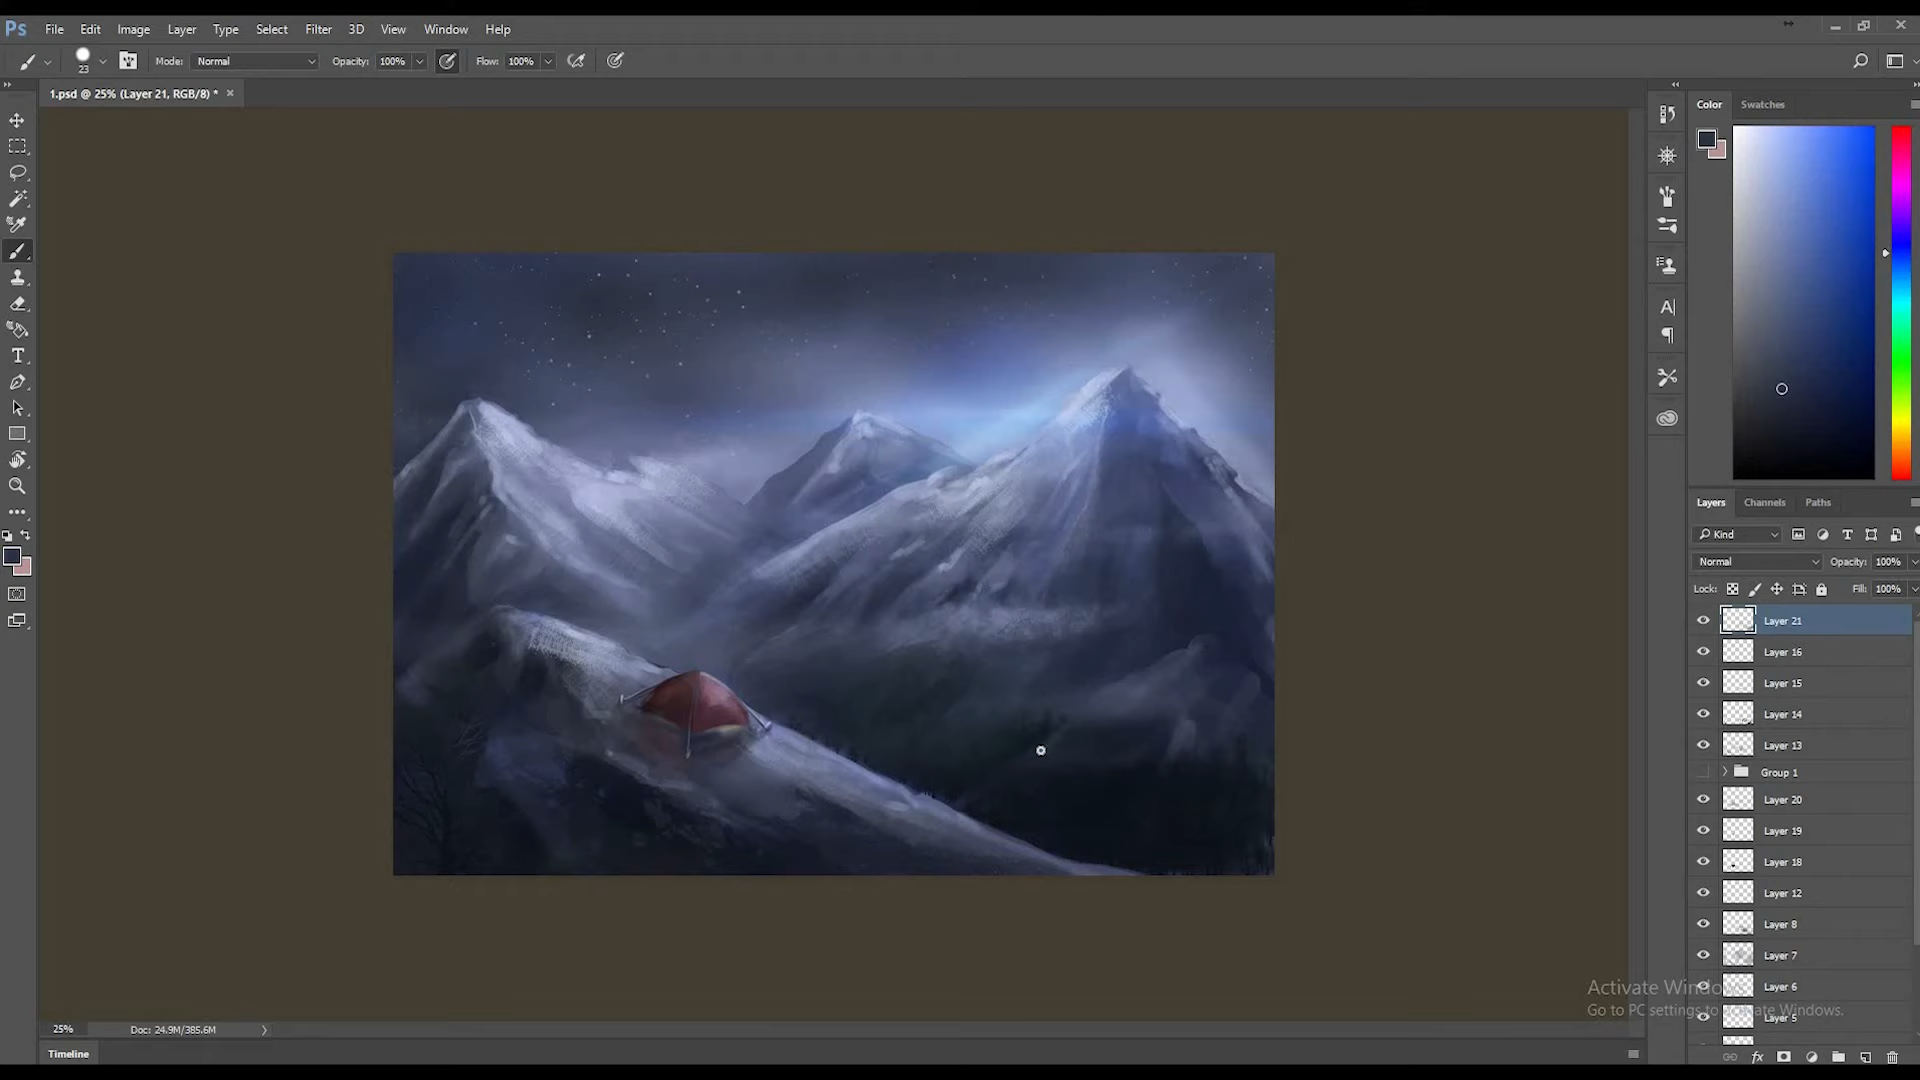 Ps File Edit Image Layer Type Select Filter 3D View Window Help
23 Mode: Normal Opacity: 100% Flow: 100%
1.psd @ 25% (Layer 21, RGB/8) *
Color Swatches
Layers Channels Paths
Kind
Normal Opacity: 100%
Lock: Fill: 100%
Layer 21
Layer 16
Layer 15
Layer 14
Layer 13
Group 1
Layer 20
Layer 19
Layer 18
Layer 12
Layer 8
Layer 7
Layer 6
Layer 5
Activate Windows
Go to PC settings to activate Windows.
25% Doc: 24.9M/385.6M
Timeline